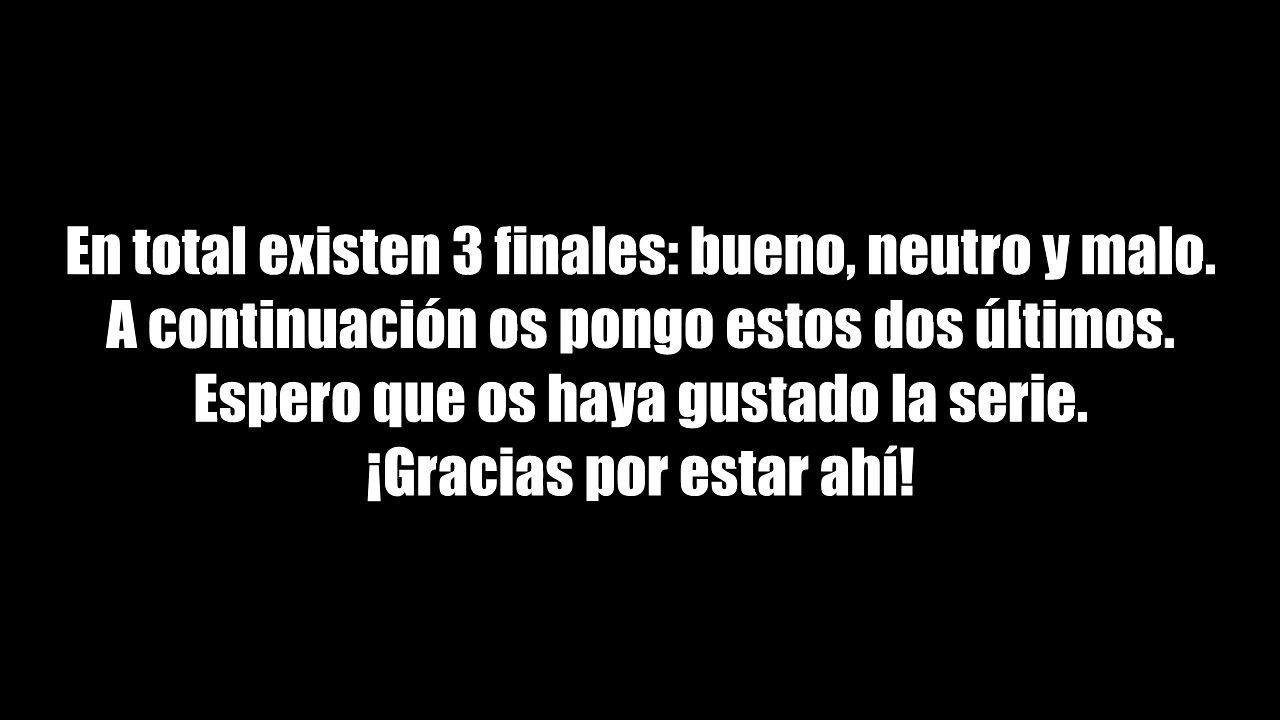 En total existen 3 finales: bueno, neutro y malo.
A continuación os pongo estos dos últimos.
Espero que os haya gustado la serie.
¡Gracias por estar ahí!